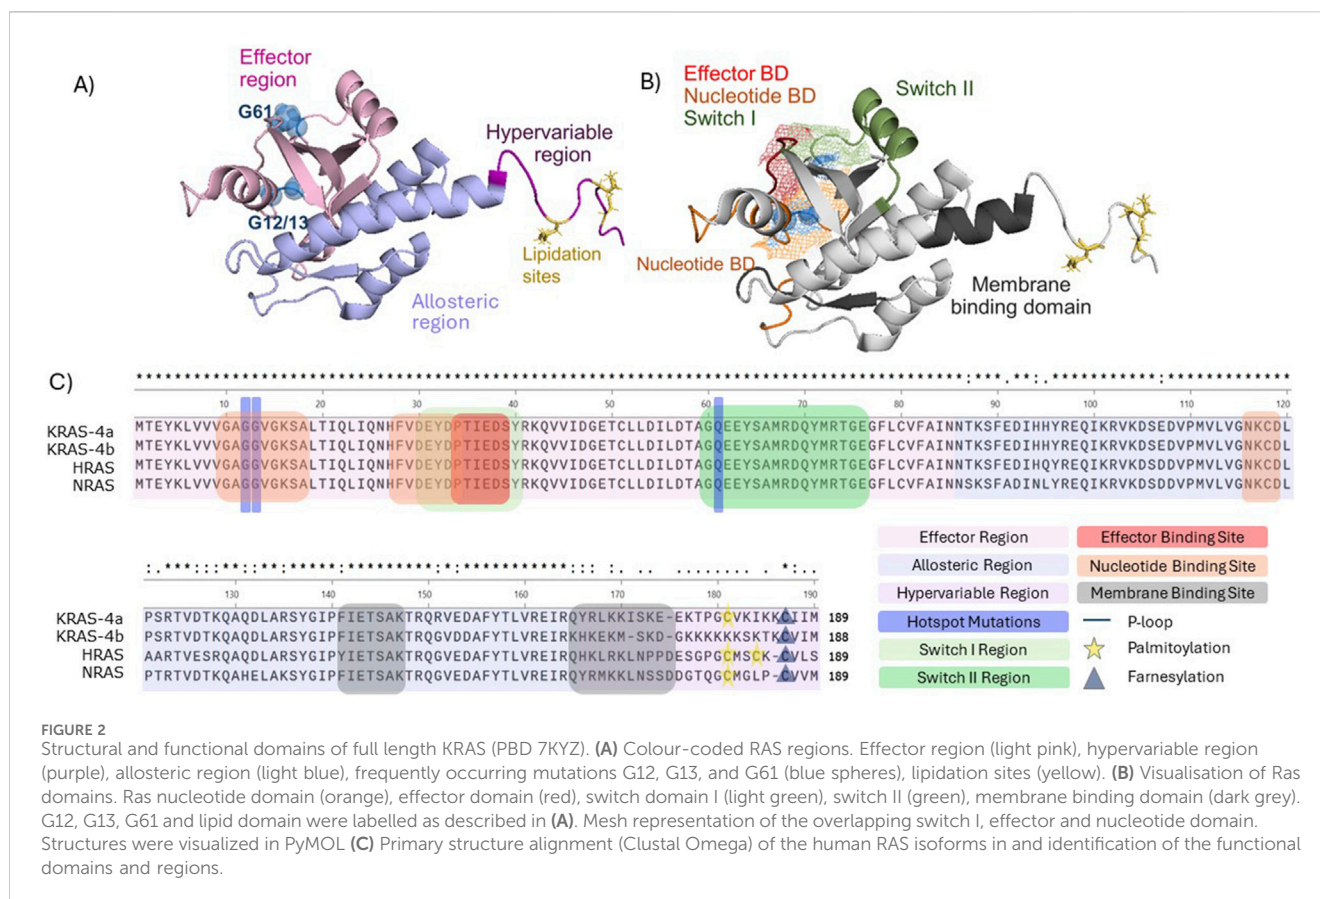 A)
Effector
region
G61
G12/13
Hypervariable
region
Lipidation
sites
Allosteric
region
B)
Effector BD
Nucleotide BD
Switch I
Switch II
Nucleotide BD
Membrane
binding domain
C)
10 20 30 40 50 60 70 80 90 100 110 120
KRAS-4a MTEYKLVVVGAGGVGKSALTIQLIQNHFVDEYDPTIEDSYRKQVVIDGETCLLDILDTAGQEEYSAMRDQYMRTGEGFLCVFAINNTKSFEDIHHYREQIKRVKDSEDVPMVLVGNKCDL
KRAS-4b MTEYKLVVVGAGGVGKSALTIQLIQNHFVDEYDPTIEDSYRKQVVIDGETCLLDILDTAGQEEYSAMRDQYMRTGEGFLCVFAINNTKSFEDIHHYREQIKRVKDSEDVPMVLVGNKCDL
HRAS MTEYKLVVVGAGGVGKSALTIQLIQNHFVDEYDPTIEDSYRKQVVIDGETCLLDILDTAGQEEYSAMRDQYMRTGEGFLCVFAINNTKSFEDIHQYREQIKRVKDSDDVPMVLVGNKCDL
NRAS MTEYKLVVVGAGGVGKSALTIQLIQNHFVDEYDPTIEDSYRKQVVIDGETCLLDILDTAGQEEYSAMRDQYMRTGEGFLCVFAINNSKSFADINLYREQIKRVKDSDDVPMVLVGNKCDL
130 140 150 160 170 180 190
KRAS-4a PSRTVDTKQAQDLARSYGIPFIETSAKTRQRVEDAFYTLVREIRQYRLKKISKE-EKTPGCVKIKKCIIM 189
KRAS-4b PSRTVDTKQAQDLARSYGIPFIETSAKTRQGVDDAFYTLVREIRKHKEKM-SKD-GKKKKKKSKTKCVIM 188
HRAS AARTVESRQAQDLARSYGIPYIETSAKTRQGVEDAFYTLVREIRQHKLRKLNPPDESGPGCMSCK-CVLS 189
NRAS PTRTVDTKQAHELAKSYGIPFIETSAKTRQGVEDAFYTLVREIRQYRMKKLNSSDDGTQGCMGLP-CVVM 189
Effector Region
Allosteric Region
Hypervariable Region
Hotspot Mutations
Switch I Region
Switch II Region
Effector Binding Site
Nucleotide Binding Site
Membrane Binding Site
P-loop
Palmitoylation
Farnesylation
FIGURE 2
Structural and functional domains of full length KRAS (PBD 7KYZ). (A) Colour-coded RAS regions. Effector region (light pink), hypervariable region
(purple), allosteric region (light blue), frequently occurring mutations G12, G13, and G61 (blue spheres), lipidation sites (yellow). (B) Visualisation of Ras
domains. Ras nucleotide domain (orange), effector domain (red), switch domain I (light green), switch II (green), membrane binding domain (dark grey).
G12, G13, G61 and lipid domain were labelled as described in (A). Mesh representation of the overlapping switch I, effector and nucleotide domain.
Structures were visualized in PyMOL (C) Primary structure alignment (Clustal Omega) of the human RAS isoforms in and identification of the functional
domains and regions.